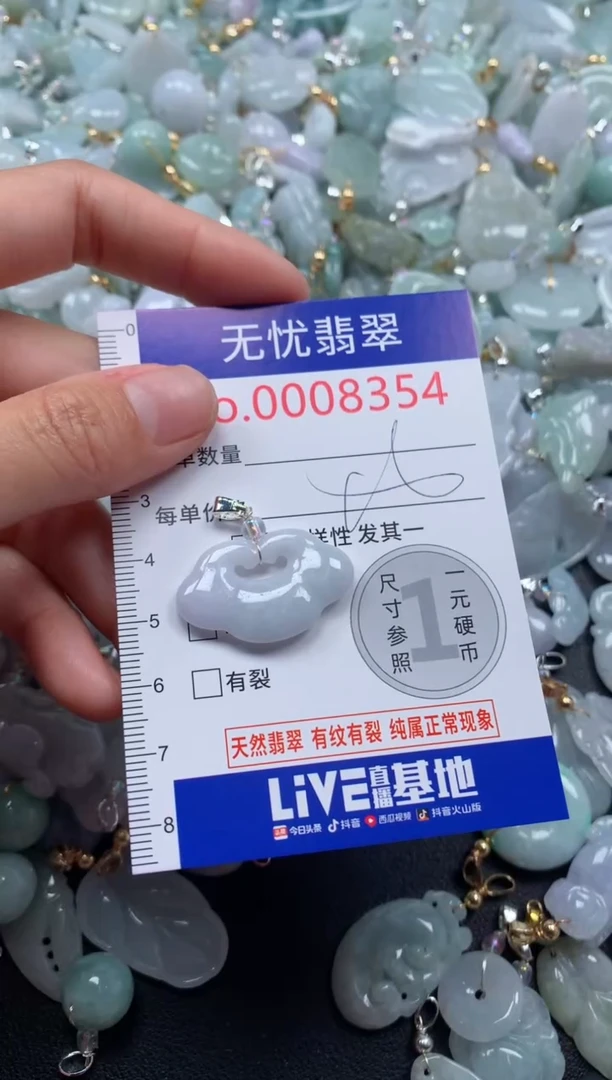 无忧翡翠
o.0008354
单数量
每单价
样性 发其一
有裂
尺寸参照
1
一元硬币
天然翡翠 有纹有裂 纯属正常现象
LiVE直播基地
今日头条 抖音 西瓜视频 抖音火山版
0
3
4
5
6
7
8